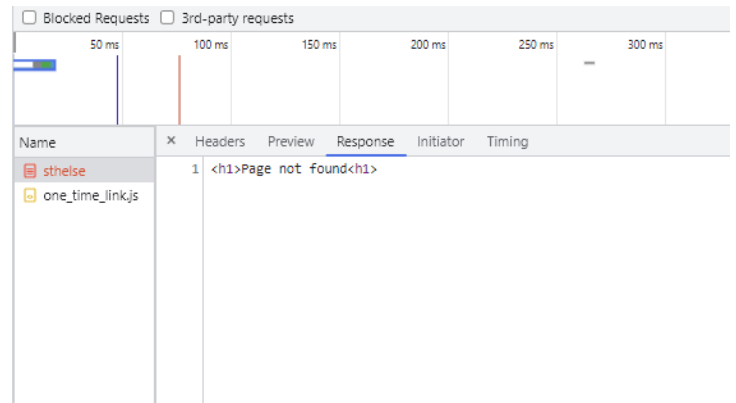 Blocked Requests 3rd-party requests
50 ms 100 ms 150 ms 200 ms 250 ms 300 ms
Name × Headers Preview Response Initiator Timing
sthelse 1 <h1>Page not found<h1>
one_time_link.js